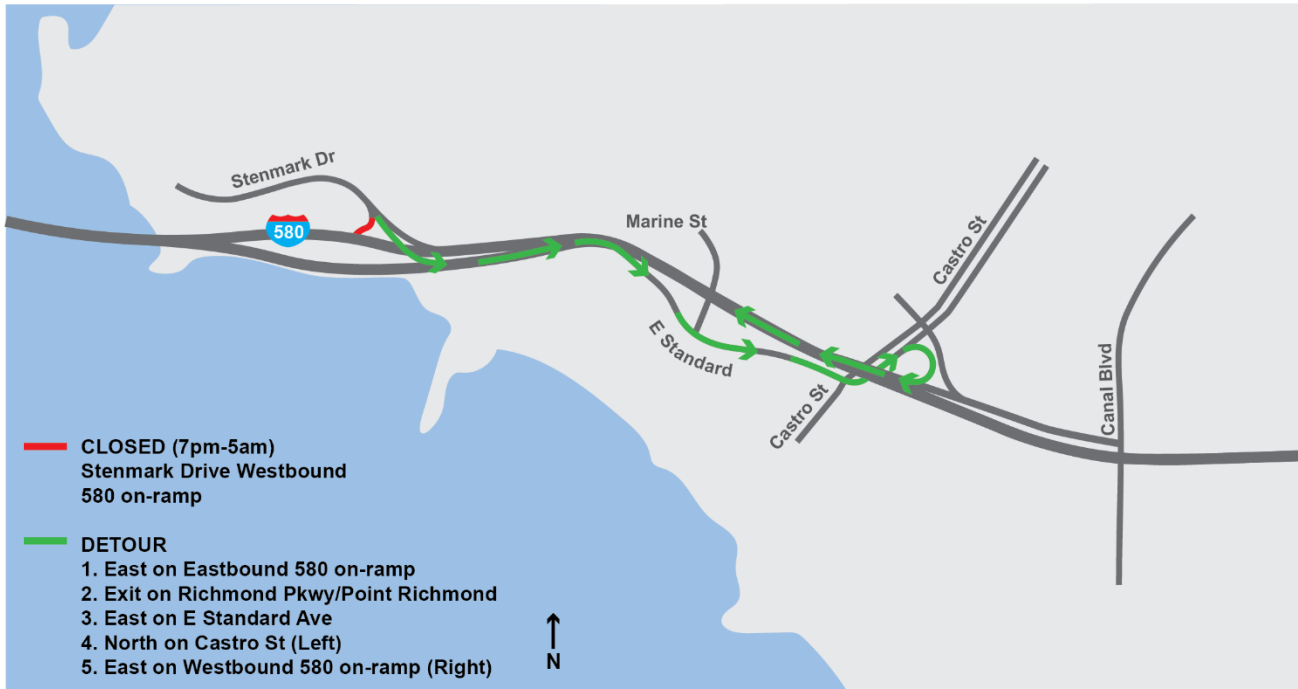 Stenmark Dr
580
Marine St
Castro St
E Standard
Castro St
Canal Blvd
CLOSED (7pm-5am)
Stenmark Drive Westbound
580 on-ramp
DETOUR
1. East on Eastbound 580 on-ramp
2. Exit on Richmond Pkwy/Point Richmond
3. East on E Standard Ave
4. North on Castro St (Left)
5. East on Westbound 580 on-ramp (Right)
N